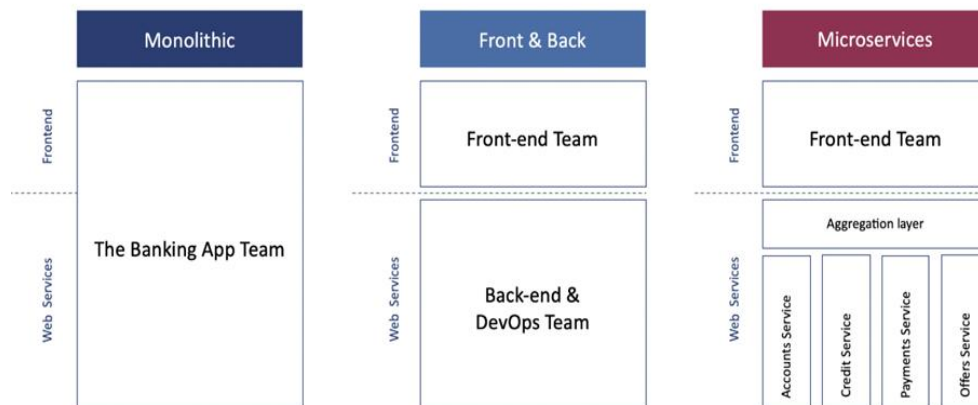 Monolithic
Frontend
Web Services
The Banking App Team
Front & Back
Frontend
Web Services
Front-end Team
Back-end &
DevOps Team
Microservices
Frontend
Web Services
Front-end Team
Aggregation layer
Accounts Service
Credit Service
Payments Service
Offers Service